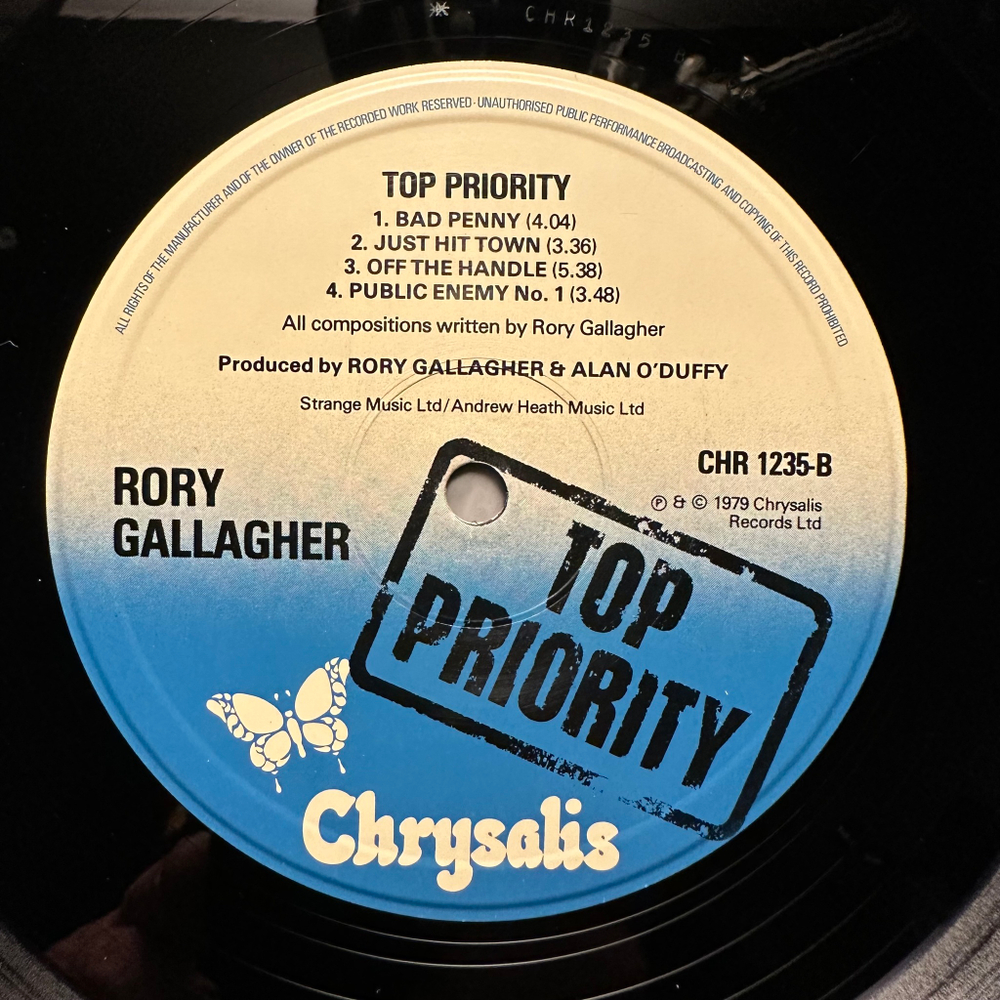 CHR1235 B
ALL RIGHTS OF THE MANUFACTURER AND OF THE OWNER OF THE RECORDED WORK RESERVED · UNAUTHORISED PUBLIC PERFORMANCE BROADCASTING AND COPYING OF THIS RECORD PROHIBITED
TOP PRIORITY
1. BAD PENNY (4.04)
2. JUST HIT TOWN (3.36)
3. OFF THE HANDLE (5.38)
4. PUBLIC ENEMY No. 1 (3.48)
All compositions written by Rory Gallagher
Produced by RORY GALLAGHER & ALAN O'DUFFY
Strange Music Ltd/Andrew Heath Music Ltd
RORY
GALLAGHER
CHR 1235-B
℗ & © 1979 Chrysalis
Records Ltd
TOP
PRIORITY
Chrysalis